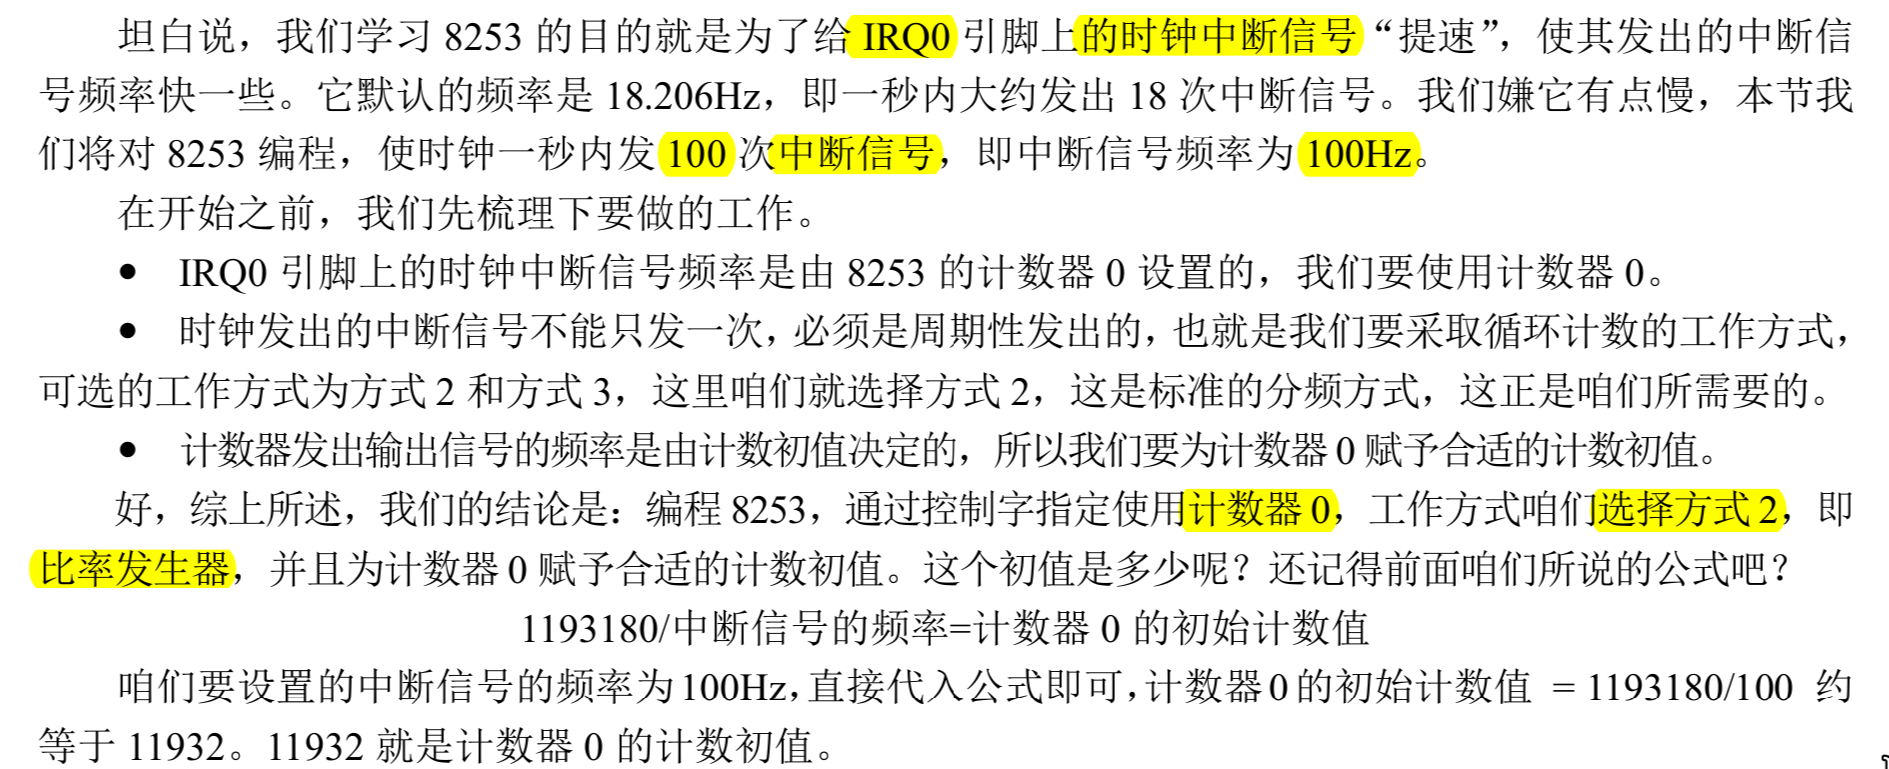 坦白说，我们学习 8253 的目的就是为了给 IRQ0 引脚上的时钟中断信号“提速”，使其发出的中断信
号频率快一些。它默认的频率是 18.206Hz，即一秒内大约发出 18 次中断信号。我们嫌它有点慢，本节我
们将对 8253 编程，使时钟一秒内发 100 次中断信号，即中断信号频率为 100Hz。
在开始之前，我们先梳理下要做的工作。
● IRQ0 引脚上的时钟中断信号频率是由 8253 的计数器 0 设置的，我们要使用计数器 0。
● 时钟发出的中断信号不能只发一次，必须是周期性发出的，也就是我们要采取循环计数的工作方式，
可选的工作方式为方式 2 和方式 3，这里咱们就选择方式 2，这是标准的分频方式，这正是咱们所需要的。
● 计数器发出输出信号的频率是由计数初值决定的，所以我们要为计数器 0 赋予合适的计数初值。
好，综上所述，我们的结论是：编程 8253，通过控制字指定使用计数器 0，工作方式咱们选择方式 2，即
比率发生器，并且为计数器 0 赋予合适的计数初值。这个初值是多少呢？还记得前面咱们所说的公式吧？
1193180/中断信号的频率=计数器 0 的初始计数值
咱们要设置的中断信号的频率为 100Hz，直接代入公式即可，计数器 0 的初始计数值 = 1193180/100 约
等于 11932。11932 就是计数器 0 的计数初值。